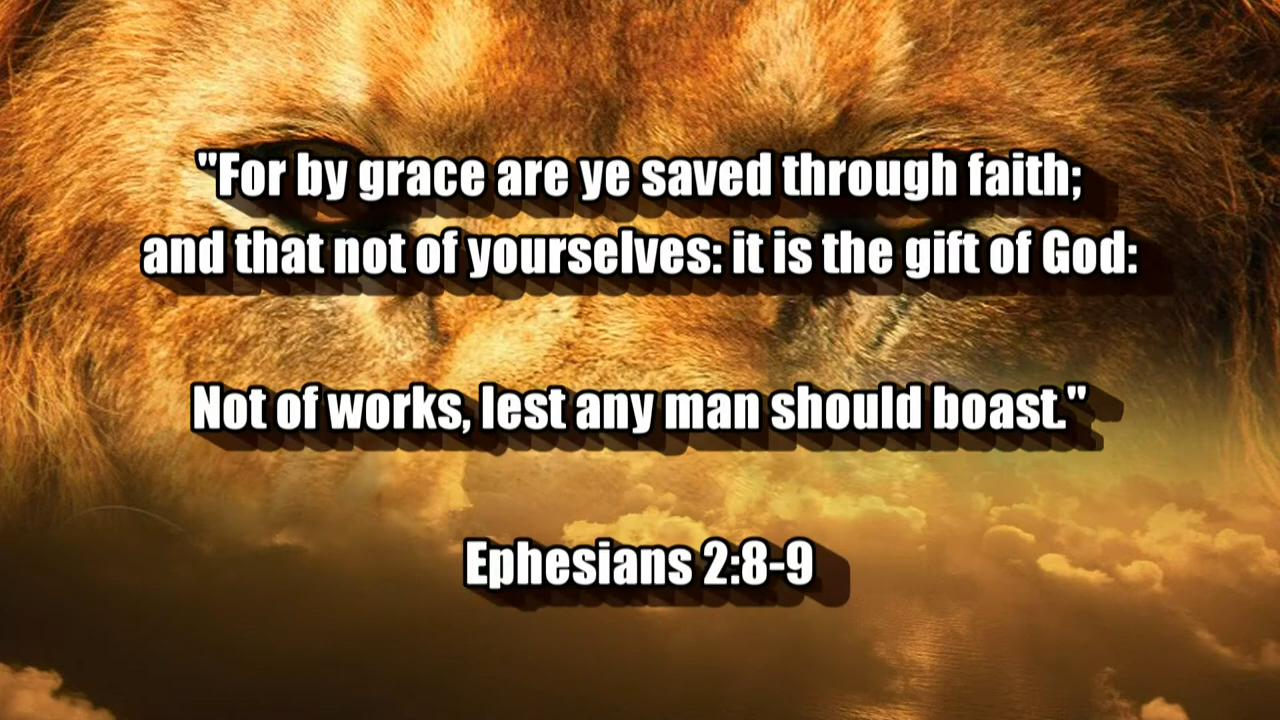 "For by grace are ye saved through faith;
and that not of yourselves: it is the gift of God:
Not of works, lest any man should boast."
Ephesians 2:8-9